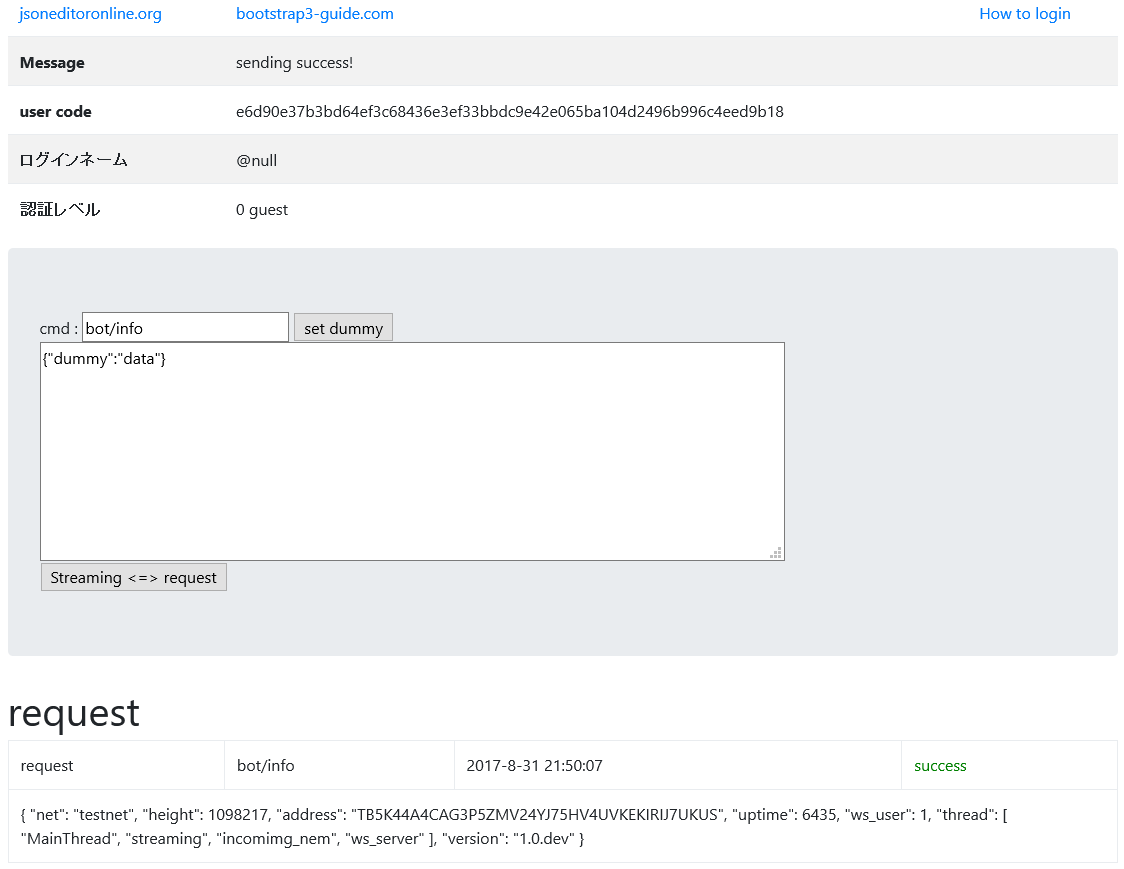 jsoneditoronline.org bootstrap3-guide.com How to login
Message sending success!
user code e6d90e37b3bd64ef3c68436e3ef33bbdc9e42e065ba104d2496b996c4eed9b18
ログインネーム @null
認証レベル 0 guest
cmd : bot/info set dummy
{"dummy":"data"}
Streaming <=> request
request
request bot/info 2017-8-31 21:50:07 success
{ "net": "testnet", "height": 1098217, "address": "TB5K44A4CAG3P5ZMV24YJ75HV4UVKEKIRIJ7UKUS", "uptime": 6435, "ws_user": 1, "thread": [
"MainThread", "streaming", "incomimg_nem", "ws_server" ], "version": "1.0.dev" }